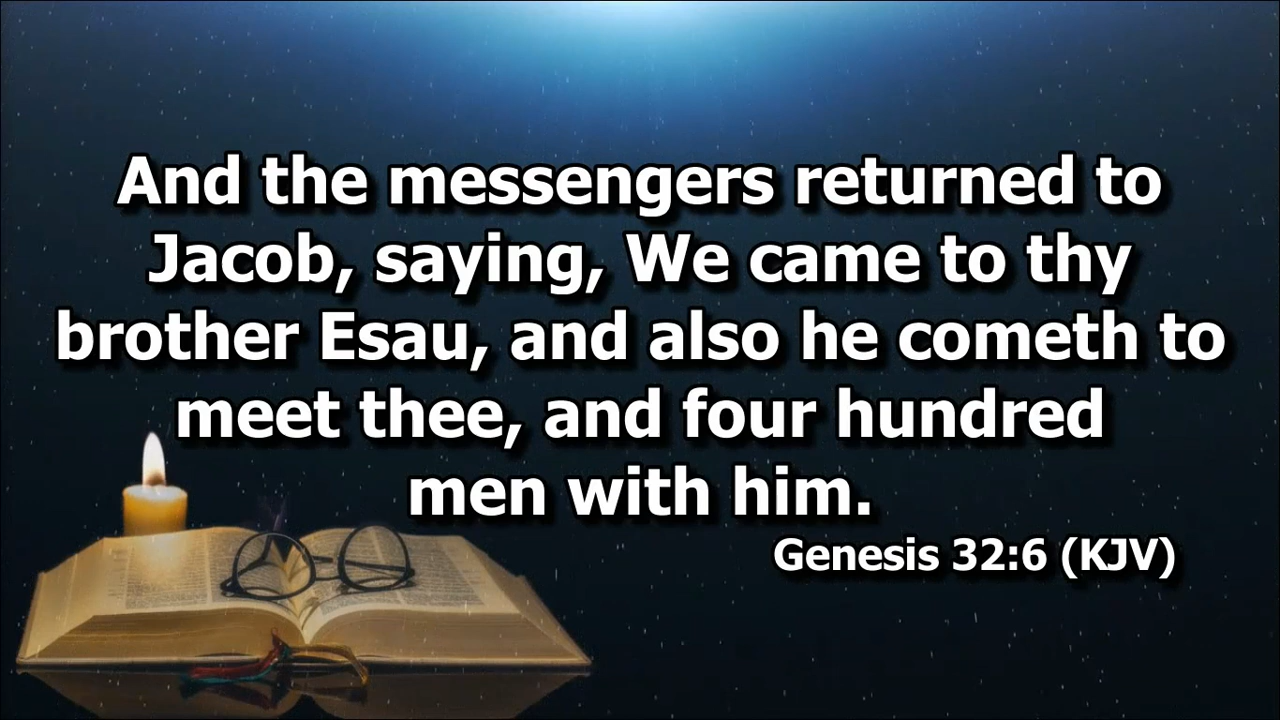 And the messengers returned to
Jacob, saying, We came to thy
brother Esau, and also he cometh to
meet thee, and four hundred
men with him.
Genesis 32:6 (KJV)